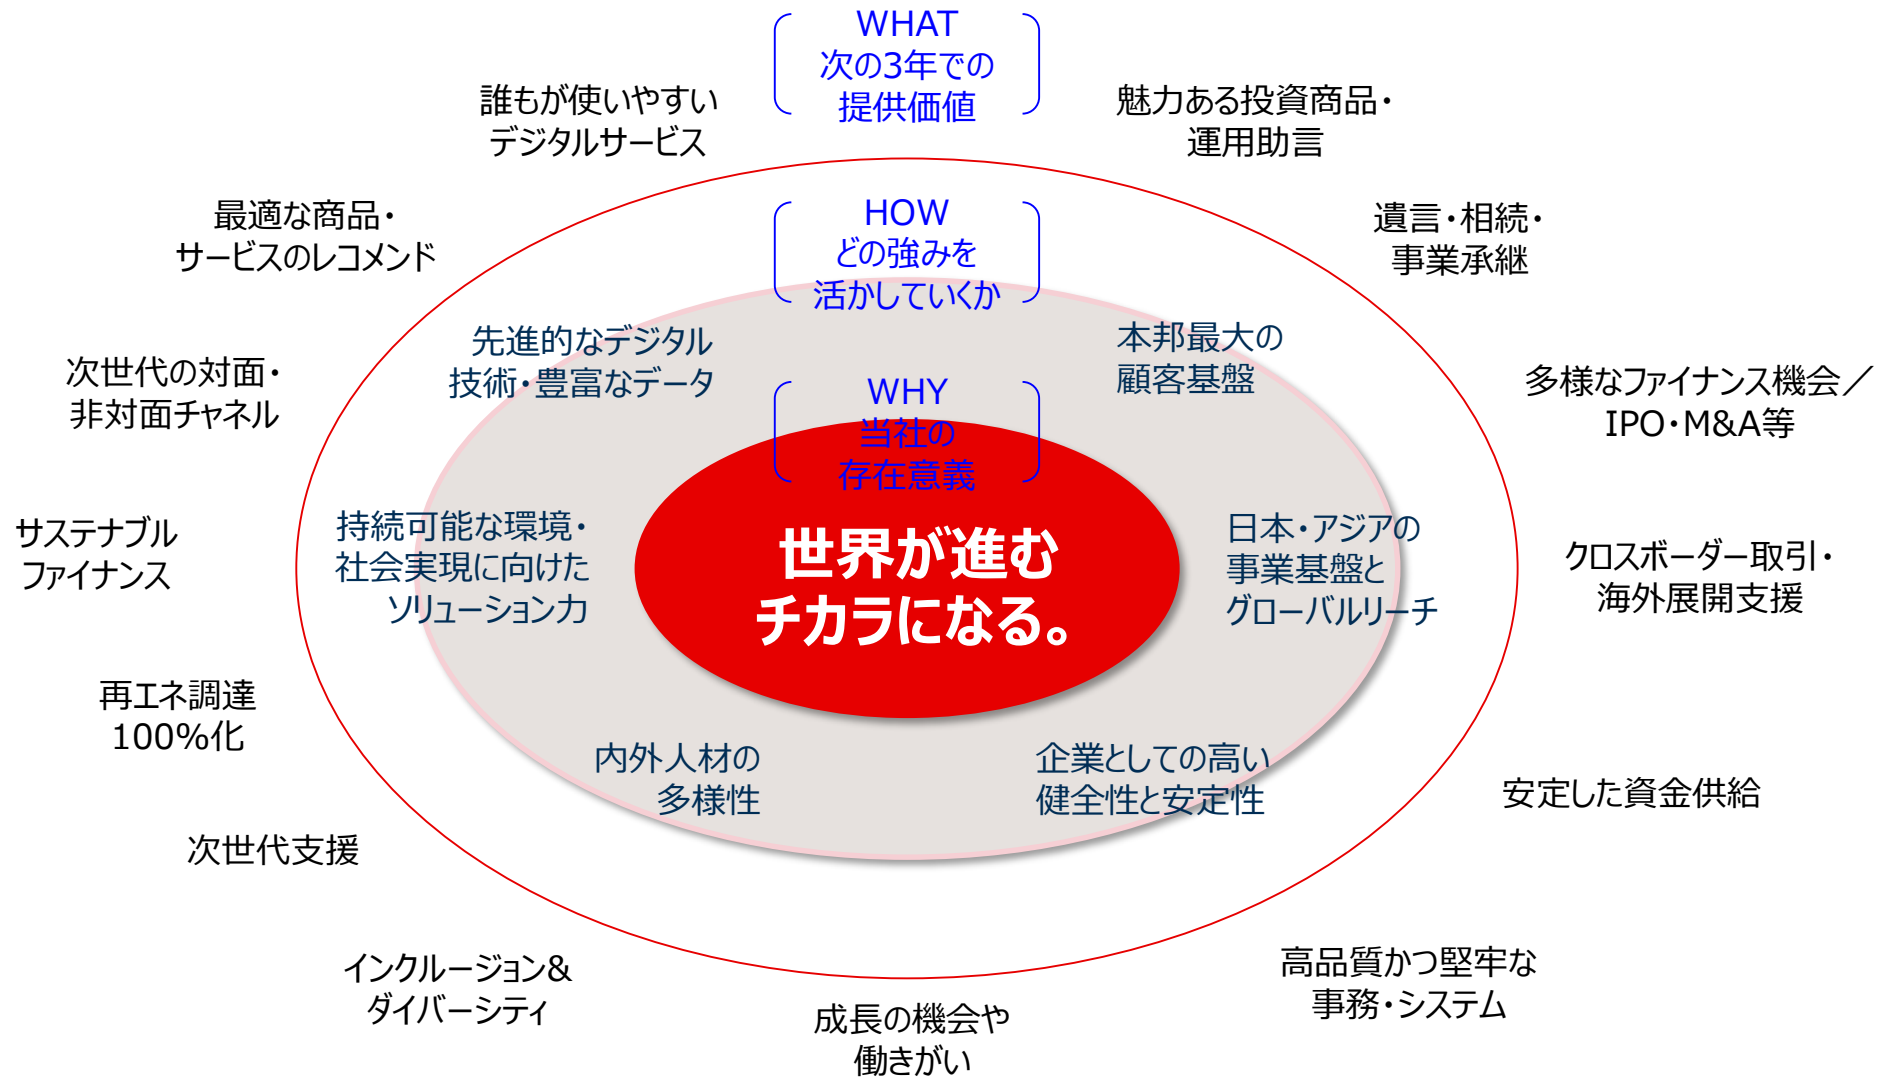 WHAT
次の3年での
提供価値
誰もが使いやすい
デジタルサービス
魅力ある投資商品・
運用助言
最適な商品・
サービスのレコメンド
遺言・相続・
事業承継
次世代の対面・
非対面チャネル
多様なファイナンス機会／
IPO・M&A等
サステナブル
ファイナンス
クロスボーダー取引・
海外展開支援
再エネ調達
100%化
安定した資金供給
次世代支援
高品質かつ堅牢な
事務・システム
インクルージョン&
ダイバーシティ
成長の機会や
働きがい
HOW
どの強みを
活かしていくか
先進的なデジタル
技術・豊富なデータ
本邦最大の
顧客基盤
持続可能な環境・
社会実現に向けた
ソリューション力
日本・アジアの
事業基盤と
グローバルリーチ
内外人材の
多様性
企業としての高い
健全性と安定性
WHY
当社の
存在意義
世界が進む
チカラになる。